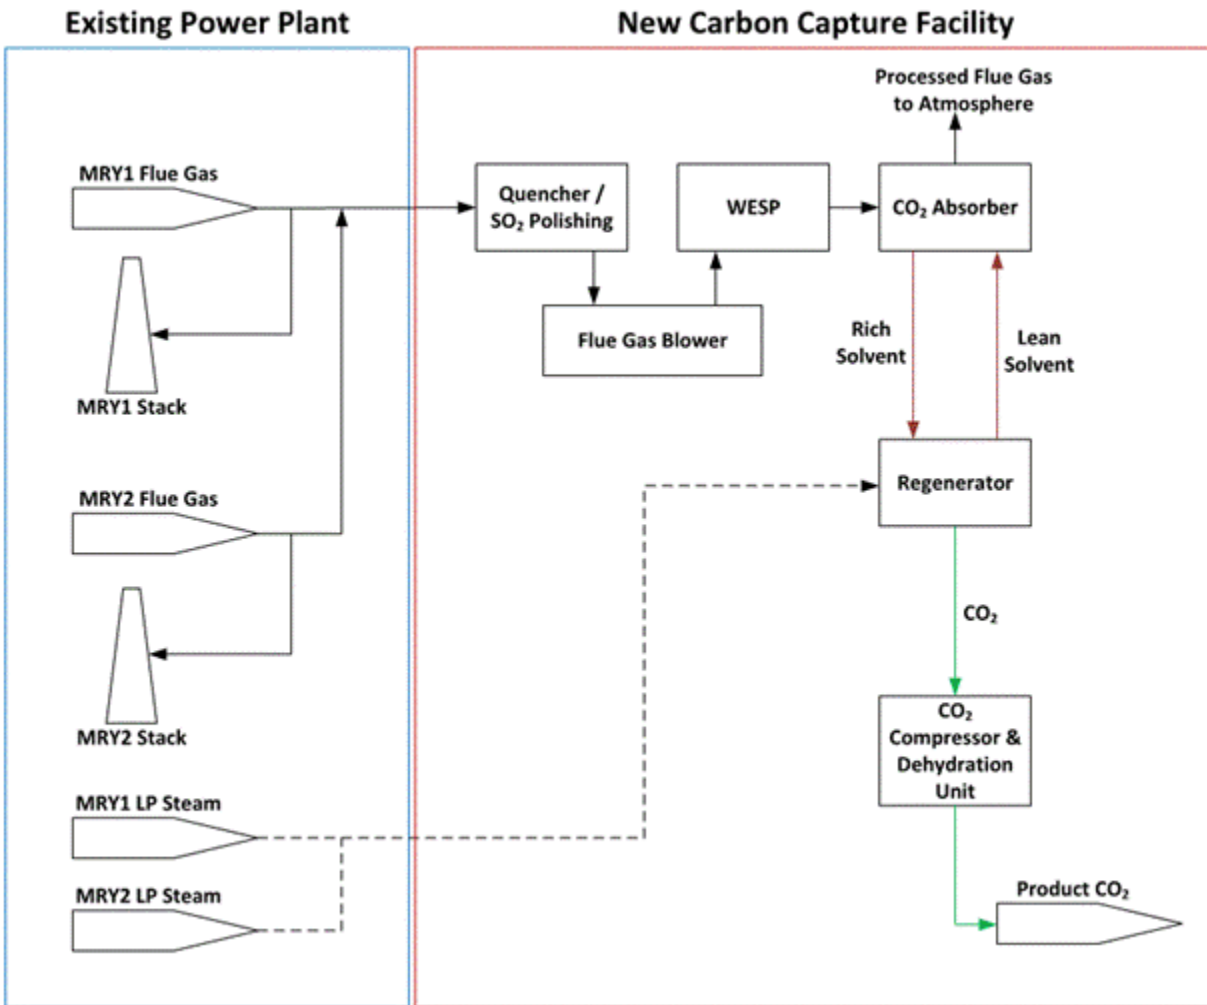 Existing Power Plant
New Carbon Capture Facility
MRY1 Flue Gas
MRY1 Stack
MRY2 Flue Gas
MRY2 Stack
MRY1 LP Steam
MRY2 LP Steam
Quencher /
SO₂ Polishing
Flue Gas Blower
WESP
Processed Flue Gas
to Atmosphere
CO₂ Absorber
Rich
Solvent
Lean
Solvent
Regenerator
CO₂
CO₂
Compressor &
Dehydration
Unit
Product CO₂